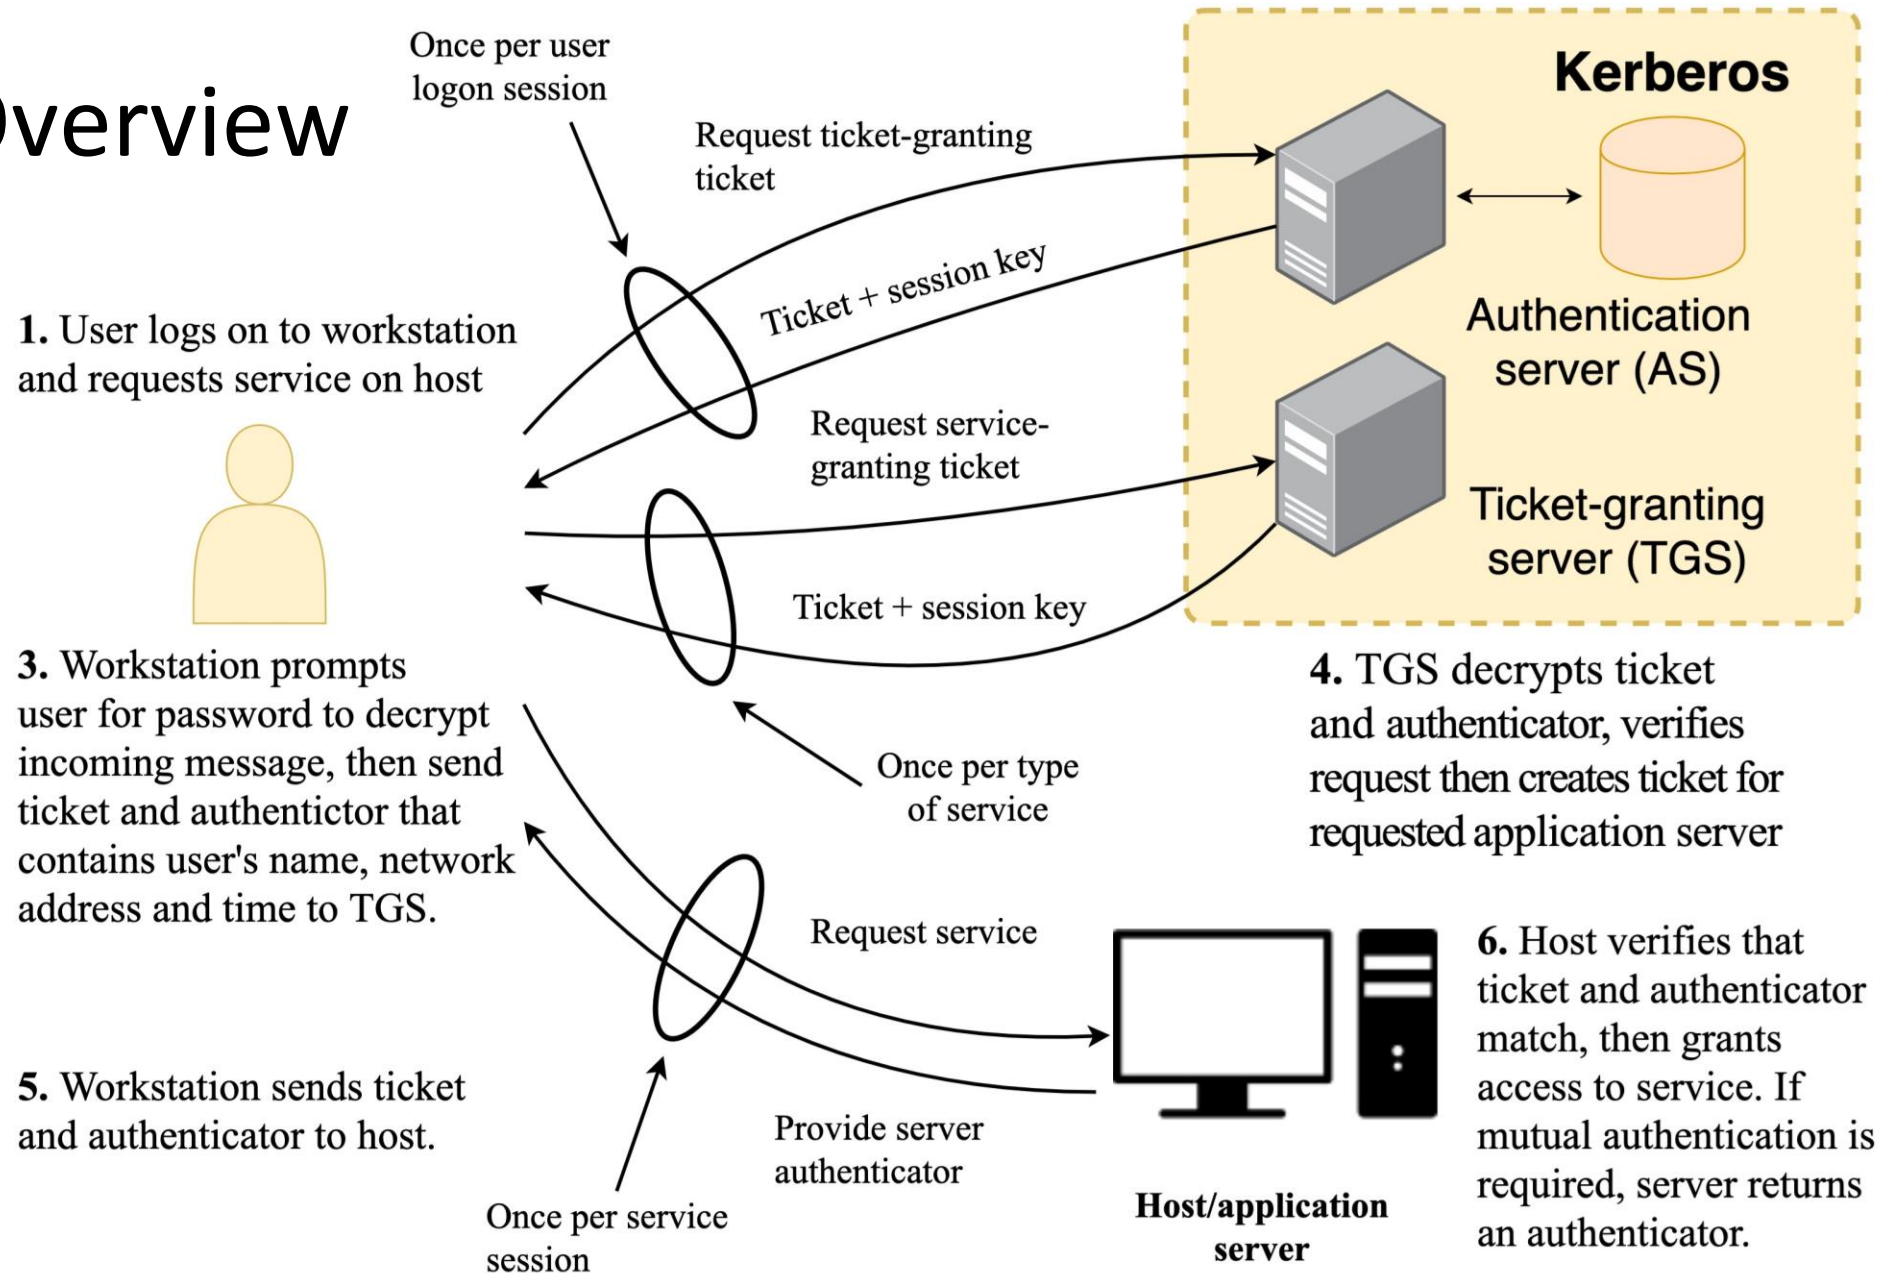 Overview
Once per user
logon session
Kerberos
Request ticket-granting
ticket
Ticket + session key
Authentication
server (AS)
1. User logs on to workstation
and requests service on host
Request service-
granting ticket
Ticket-granting
server (TGS)
Ticket + session key
3. Workstation prompts
user for password to decrypt
incoming message, then send
ticket and authentictor that
contains user's name, network
address and time to TGS.
4. TGS decrypts ticket
and authenticator, verifies
request then creates ticket for
requested application server
Once per type
of service
Request service
6. Host verifies that
ticket and authenticator
match, then grants
access to service. If
mutual authentication is
required, server returns
an authenticator.
5. Workstation sends ticket
and authenticator to host.
Provide server
authenticator
Once per service
session
Host/application
server